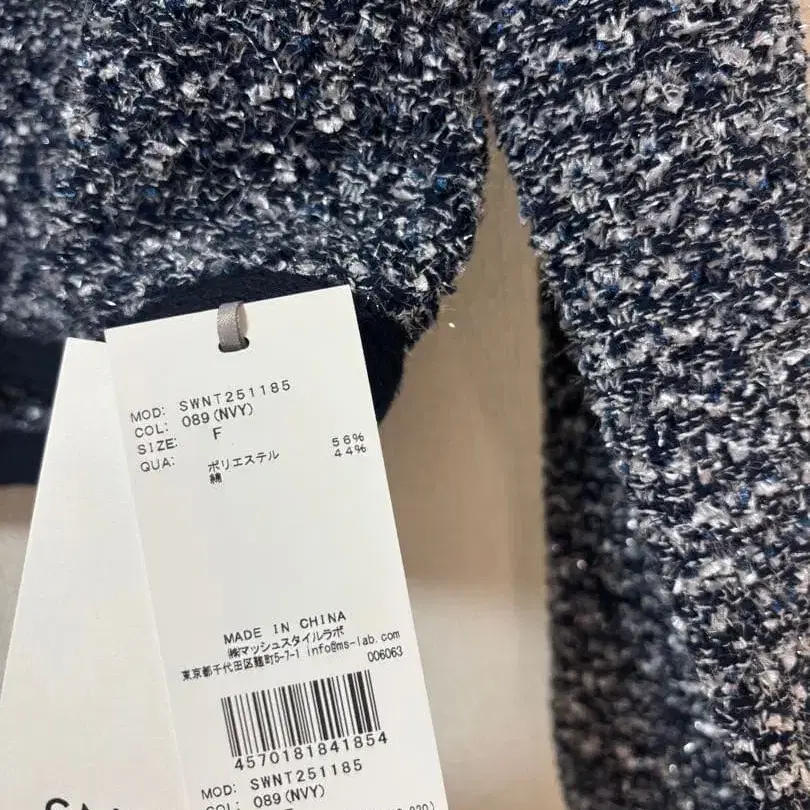 MOD: SWNT251185
COL: 089(NVY)
SIZE: F
QUA: ポリエステル 56%
綿 44%
MADE IN CHINA
㈱マッシュスタイルラボ
東京都千代田区麹町5-7-1 info@ms-lab.com
006063
4570181841854
MOD: SWNT251185
COL: 089(NVY)